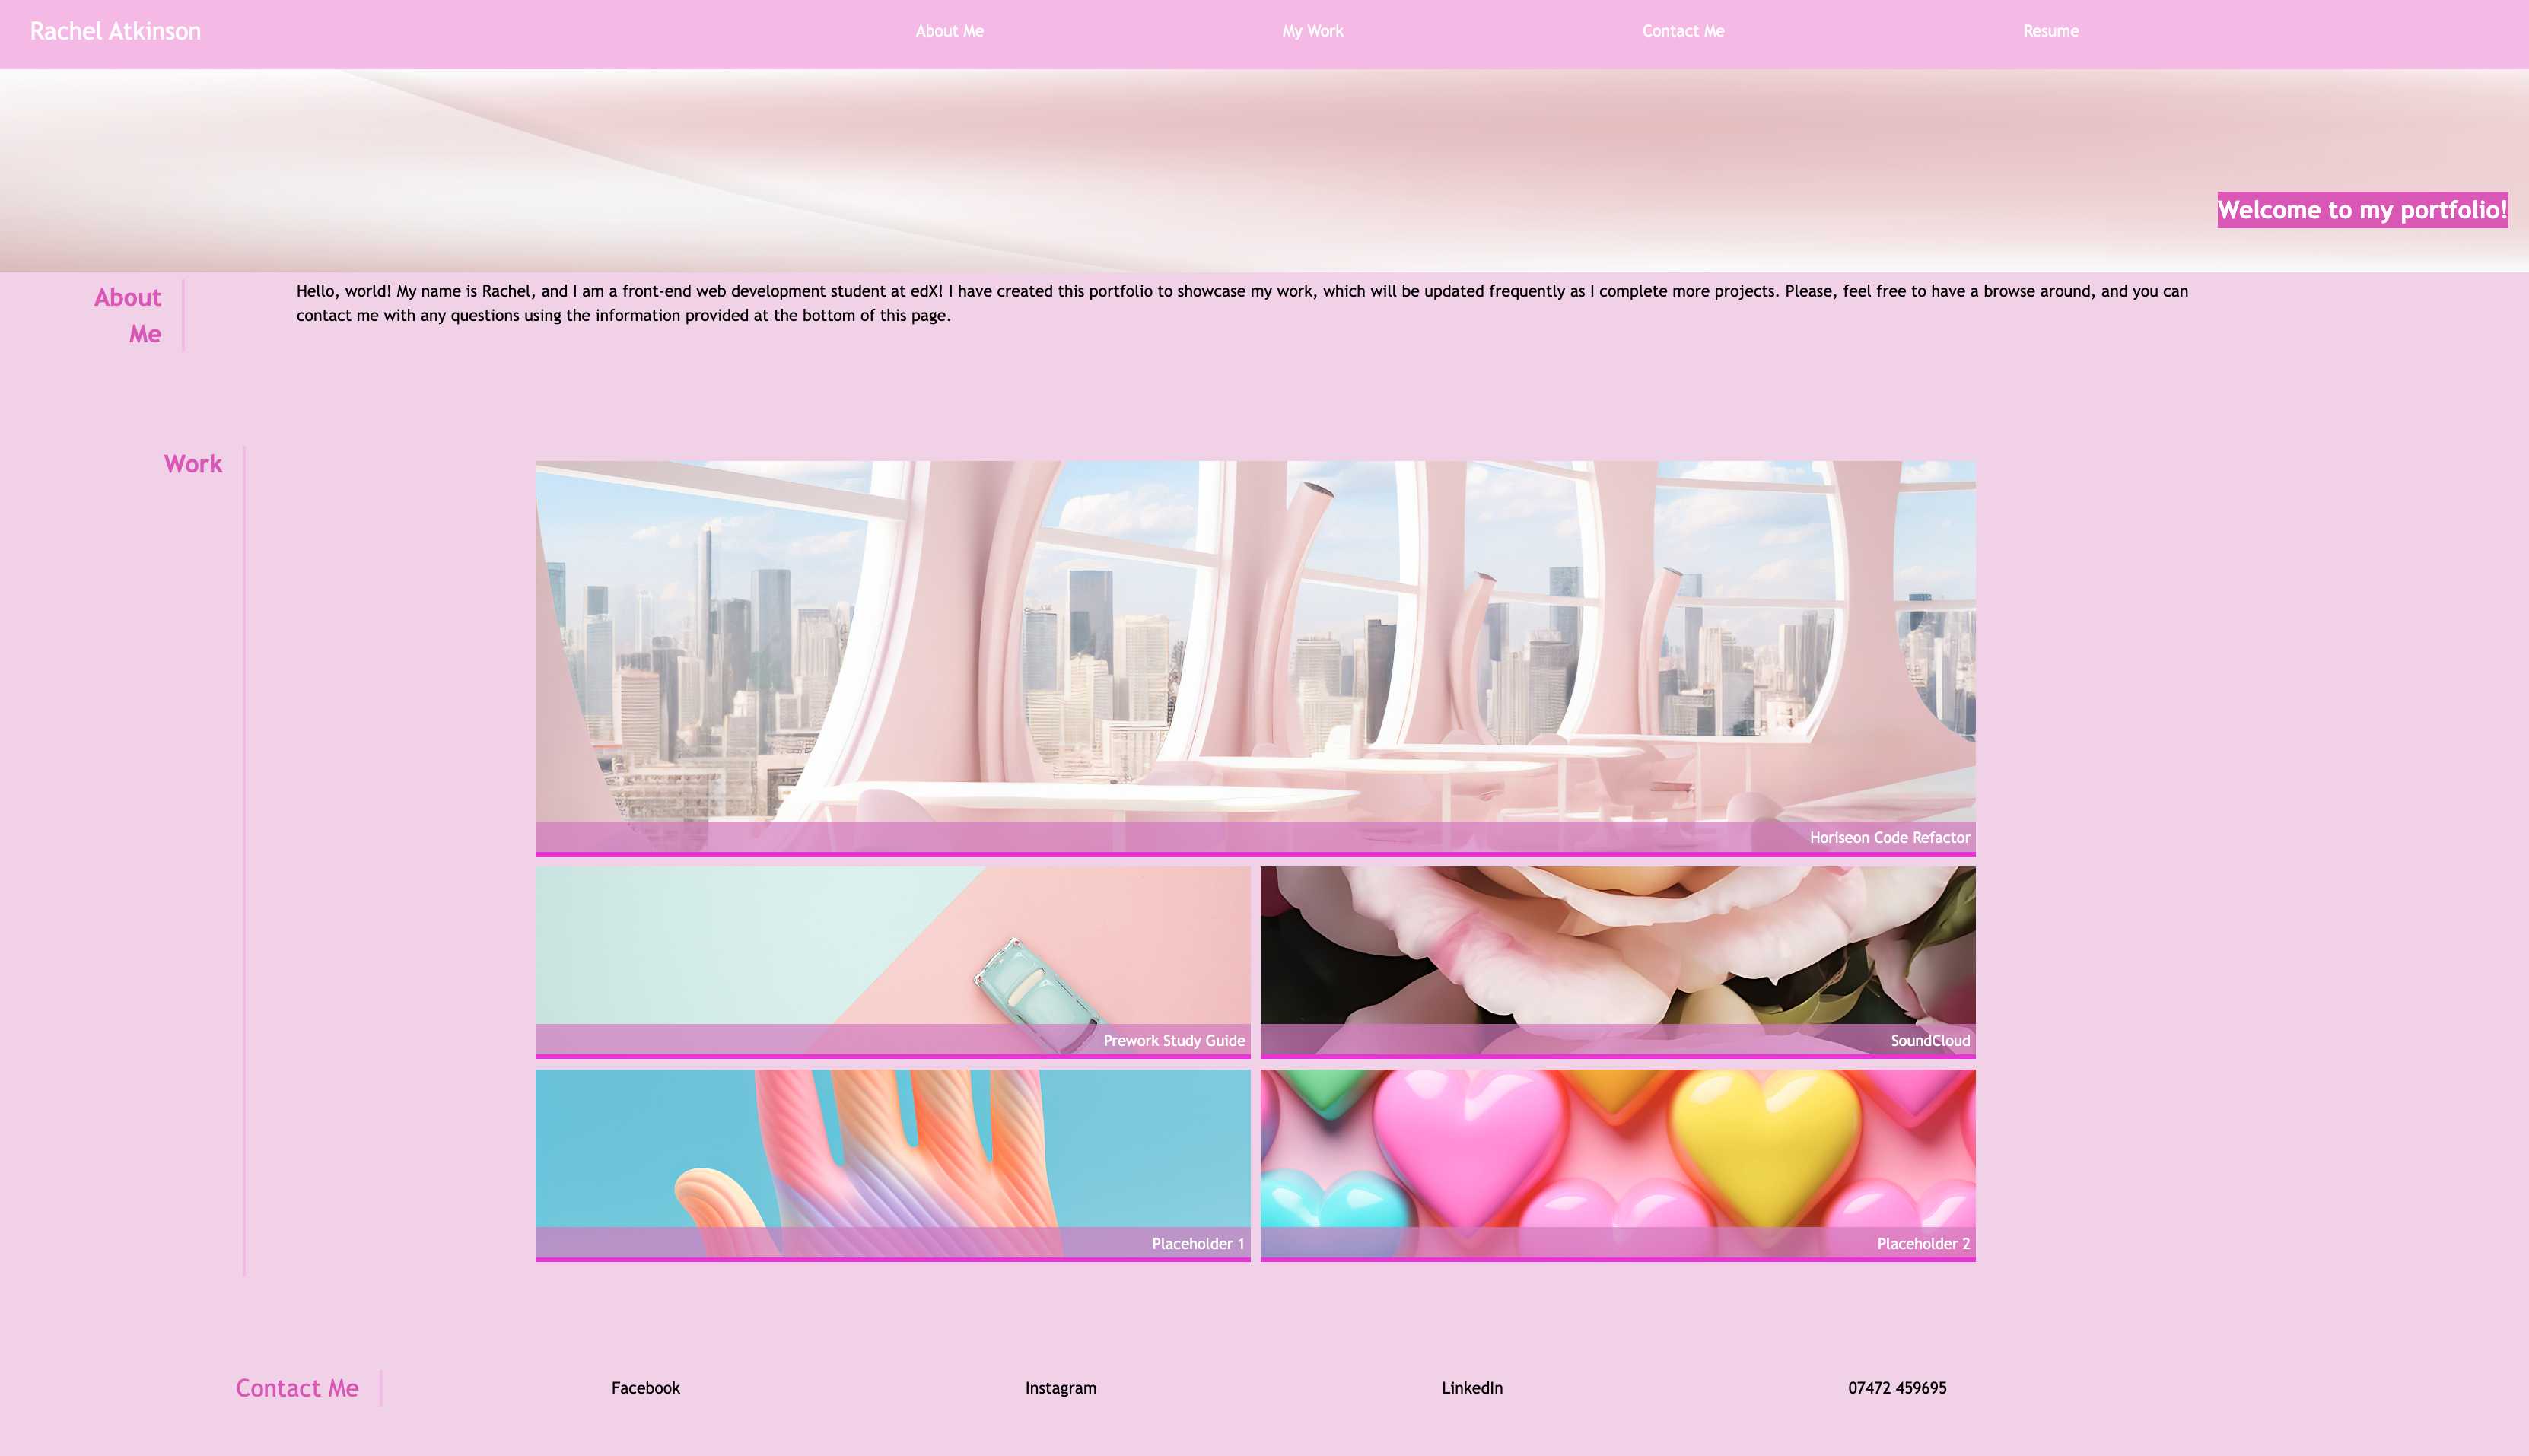 Rachel Atkinson
About Me
My Work
Contact Me
Resume
Welcome to my portfolio!
About
Me
Hello, world! My name is Rachel, and I am a front-end web development student at edX! I have created this portfolio to showcase my work, which will be updated frequently as I complete more projects. Please, feel free to have a browse around, and you can
contact me with any questions using the information provided at the bottom of this page.
Work
Horiseon Code Refactor
Prework Study Guide
SoundCloud
Placeholder 1
Placeholder 2
Contact Me
Facebook
Instagram
LinkedIn
07472 459695